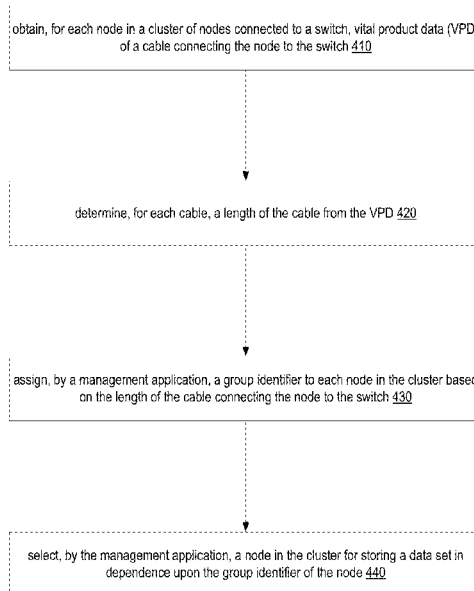 obtain, for each node in a cluster of nodes connected to a switch, vital product data (VPD
of a cable connecting the node to the switch 410
determine, for each cable, a length of the cable from the VPD 420
assign, by a management application, a group identifier to each node in the cluster based
on the length of the cable connecting the node to the switch 430
select, by the management application, a node in the cluster for storing a data set in
dependence upon the group identifier of the node 440